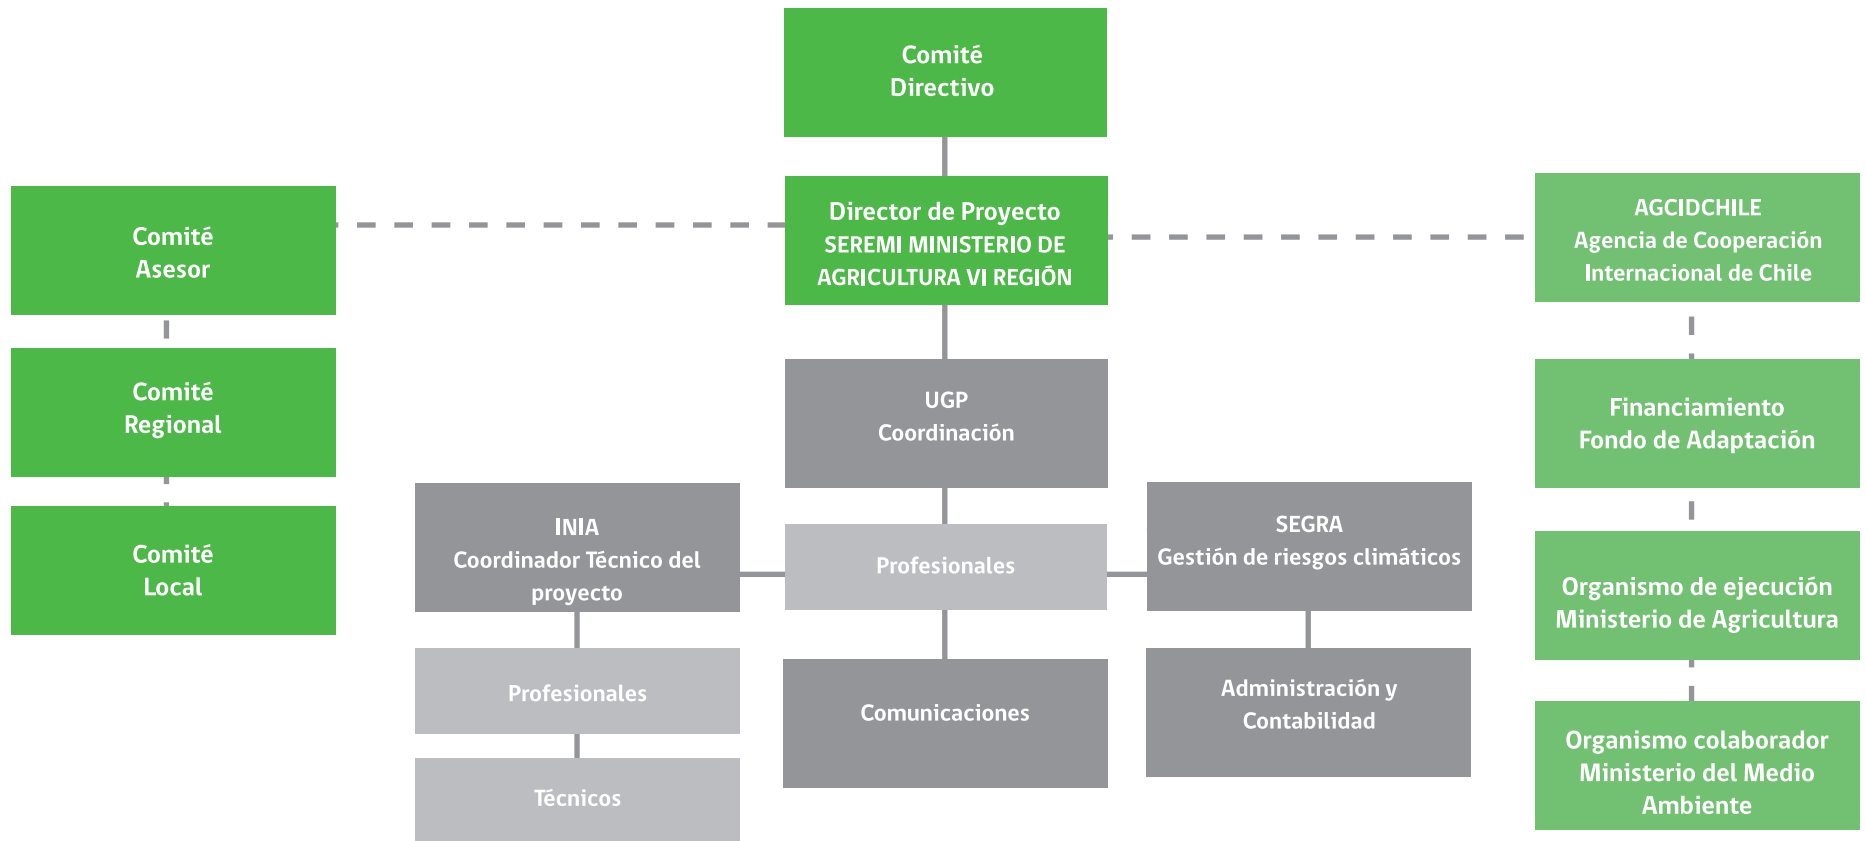 Comité
Directivo
Director de Proyecto
SEREMI MINISTERIO DE
AGRICULTURA VI REGIÓN
Comité
Asesor
Comité
Regional
Comité
Local
AGCIDCHILE
Agencia de Cooperación
Internacional de Chile
Financiamiento
Fondo de Adaptación
Organismo de ejecución
Ministerio de Agricultura
Organismo colaborador
Ministerio del Medio
Ambiente
UGP
Coordinación
INIA
Coordinador Técnico del
proyecto
Profesionales
SEGRA
Gestión de riesgos climáticos
Profesionales
Técnicos
Comunicaciones
Administración y
Contabilidad